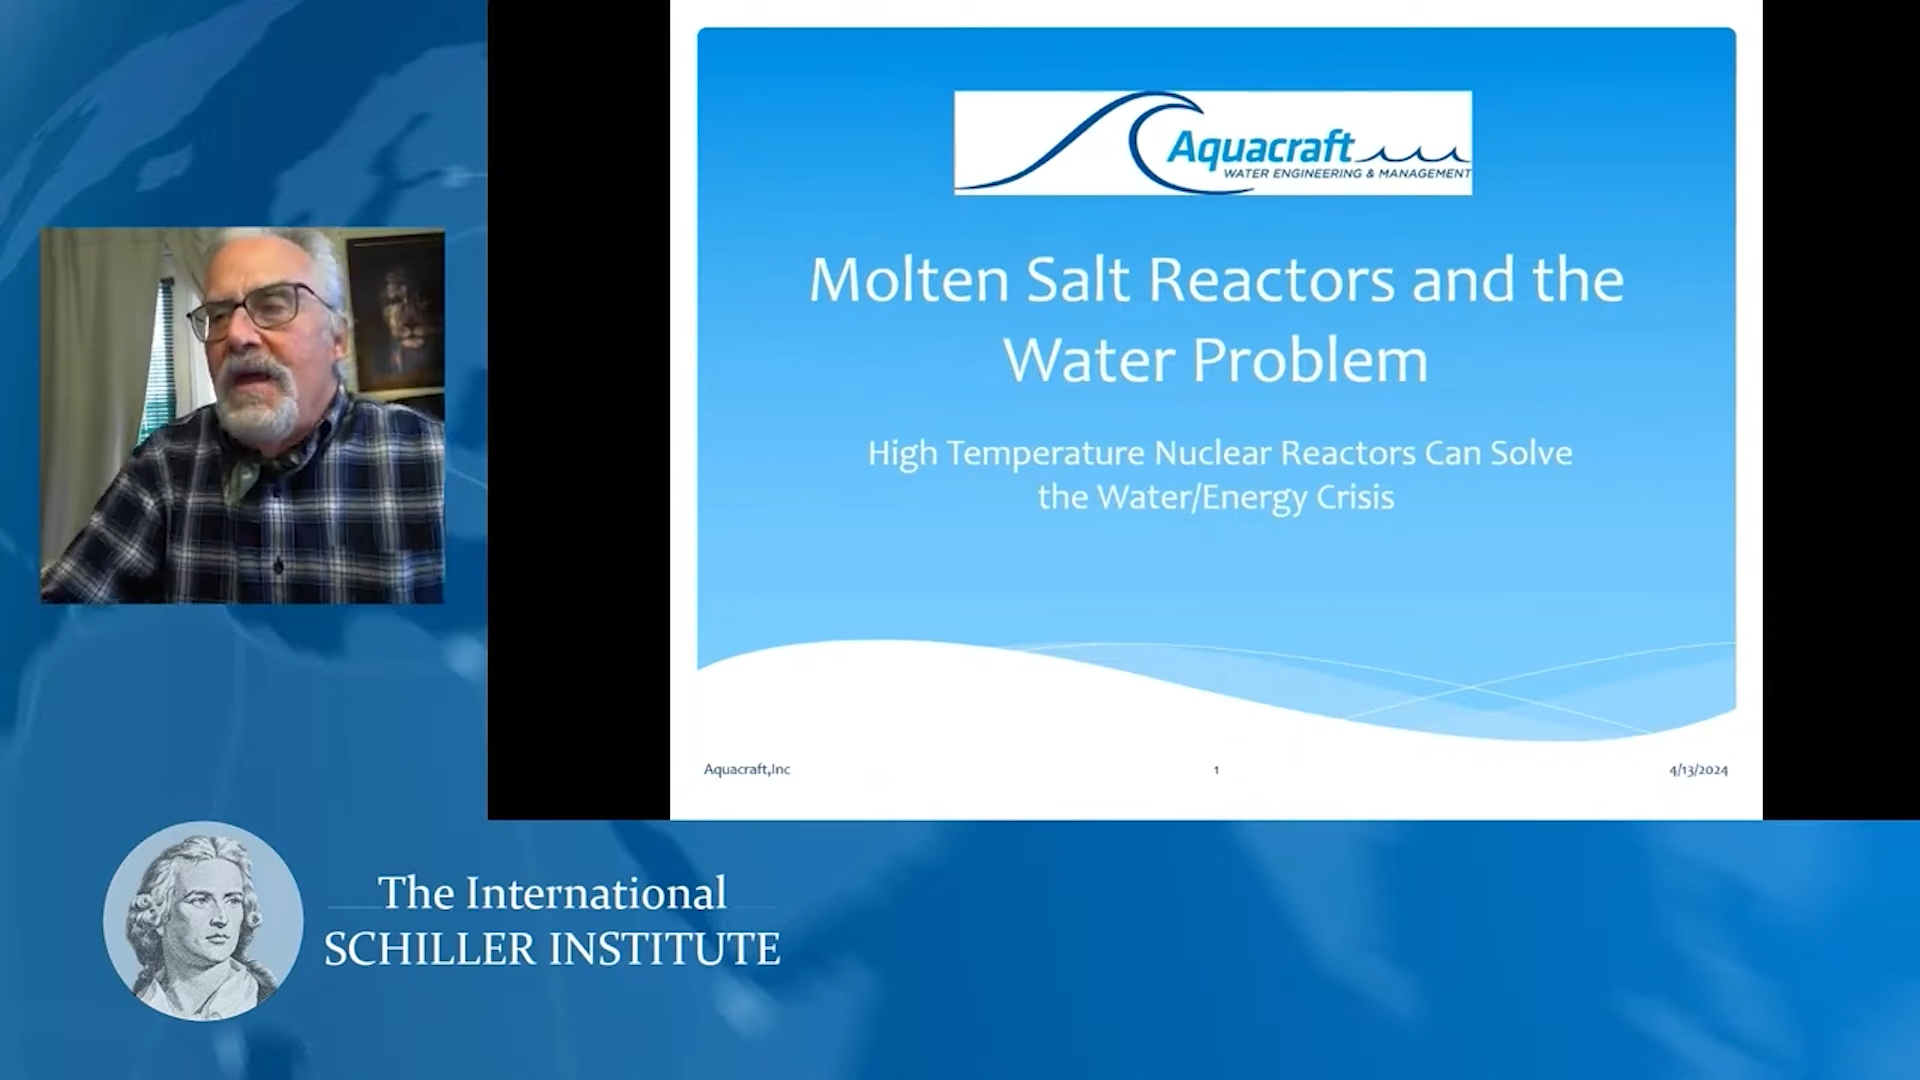 Aquacraft
WATER ENGINEERING & MANAGEMENT
Molten Salt Reactors and the
Water Problem
High Temperature Nuclear Reactors Can Solve
the Water/Energy Crisis
Aquacraft,Inc
1
4/13/2024
The International
SCHILLER INSTITUTE